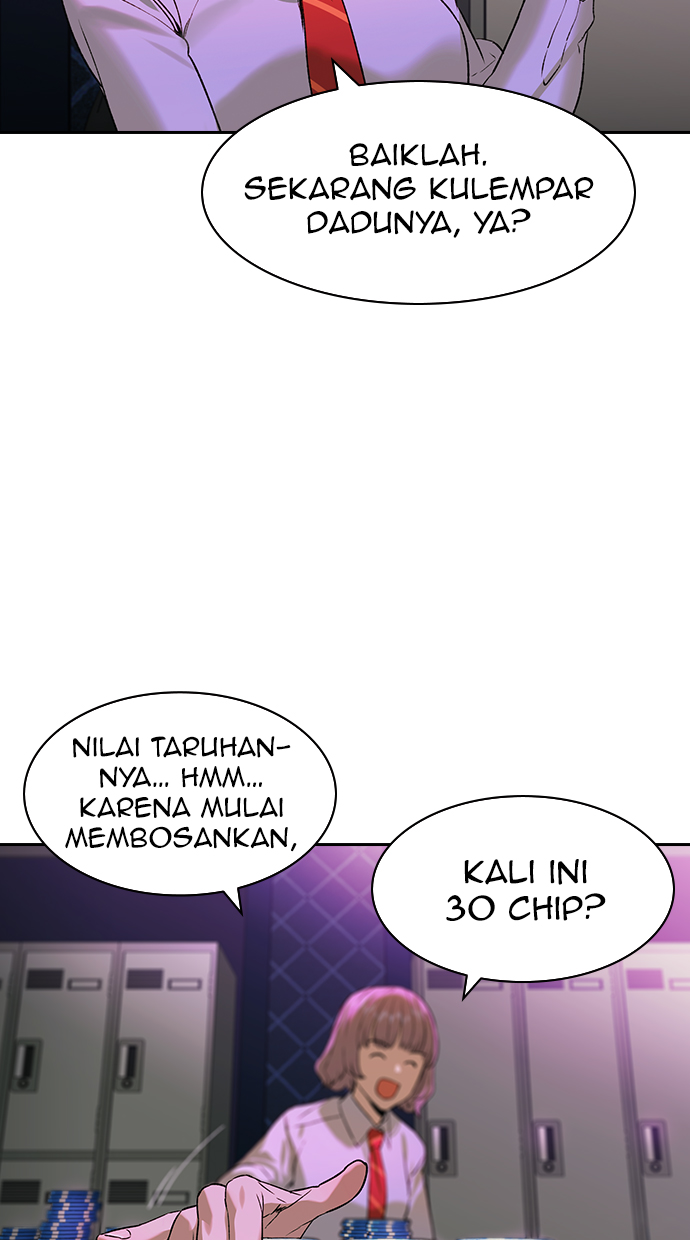 BAIKLAH.
SEKARANG KULEMPAR
DADUNYA, YA?
NILAI TARUHAN-
NYA... HMM...
KARENA MULAI
MEMBOSANKAN,
KALI INI
30 CHIP?